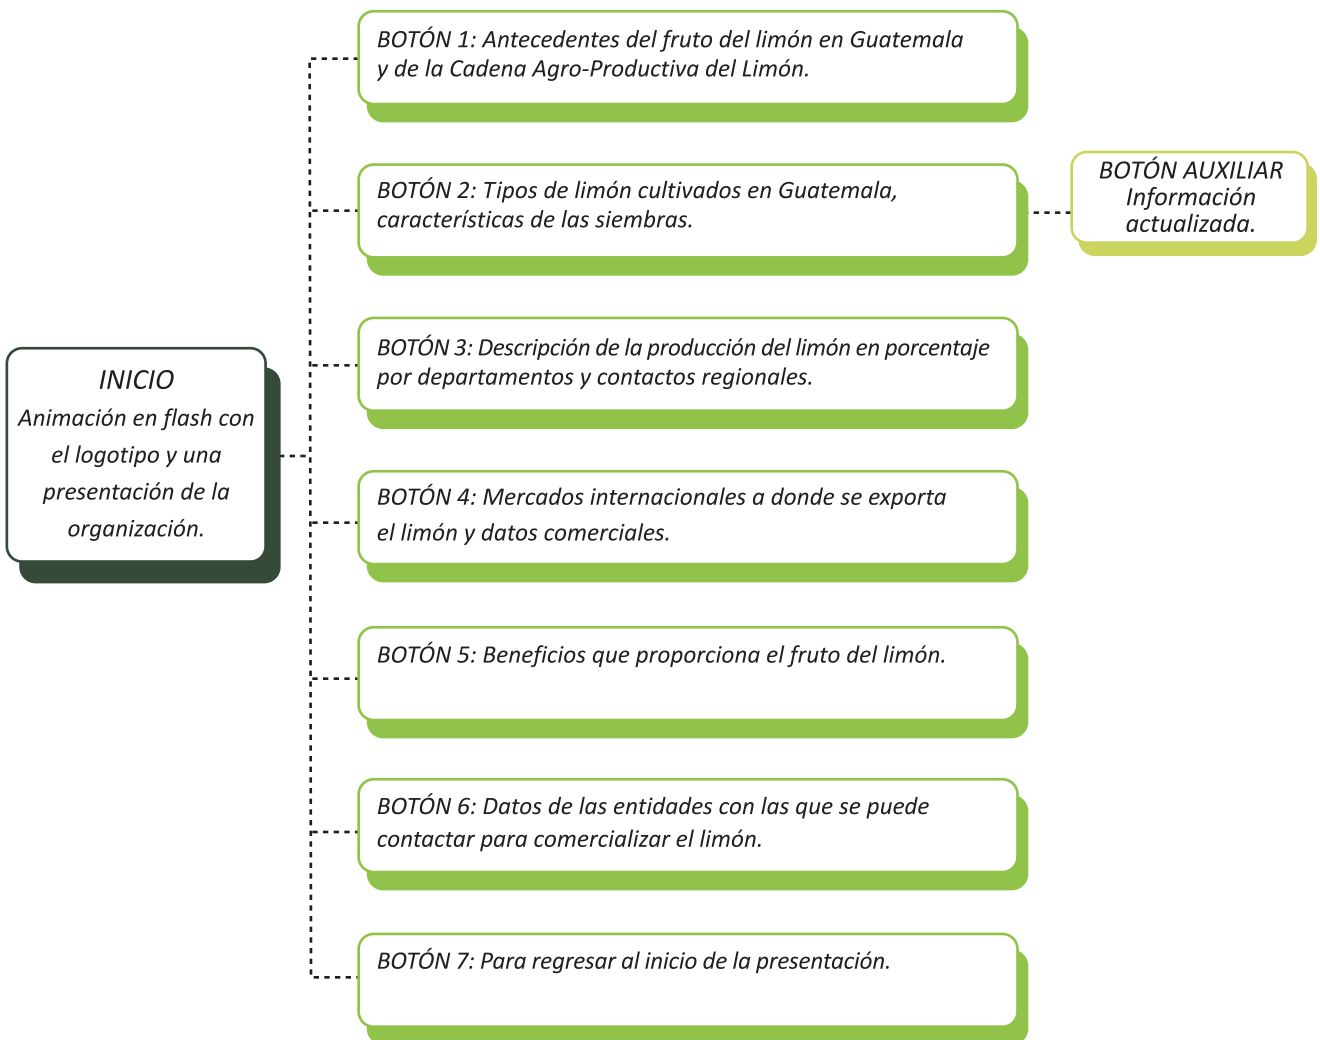 INICIO
Animación en flash con
el logotipo y una
presentación de la
organización.
BOTÓN 1: Antecedentes del fruto del limón en Guatemala
y de la Cadena Agro-Productiva del Limón.
BOTÓN 2: Tipos de limón cultivados en Guatemala,
características de las siembras.
BOTÓN AUXILIAR
Información
actualizada.
BOTÓN 3: Descripción de la producción del limón en porcentaje
por departamentos y contactos regionales.
BOTÓN 4: Mercados internacionales a donde se exporta
el limón y datos comerciales.
BOTÓN 5: Beneficios que proporciona el fruto del limón.
BOTÓN 6: Datos de las entidades con las que se puede
contactar para comercializar el limón.
BOTÓN 7: Para regresar al inicio de la presentación.